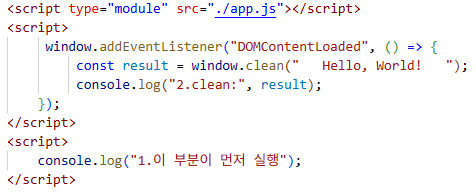 <script type="module" src="./app.js"></script>
<script>
window.addEventListener("DOMContentLoaded", () => {
const result = window.clean("   Hello, World!   ");
console.log("2.clean:", result);
});
</script>
<script>
console.log("1.이 부분이 먼저 실행");
</script>